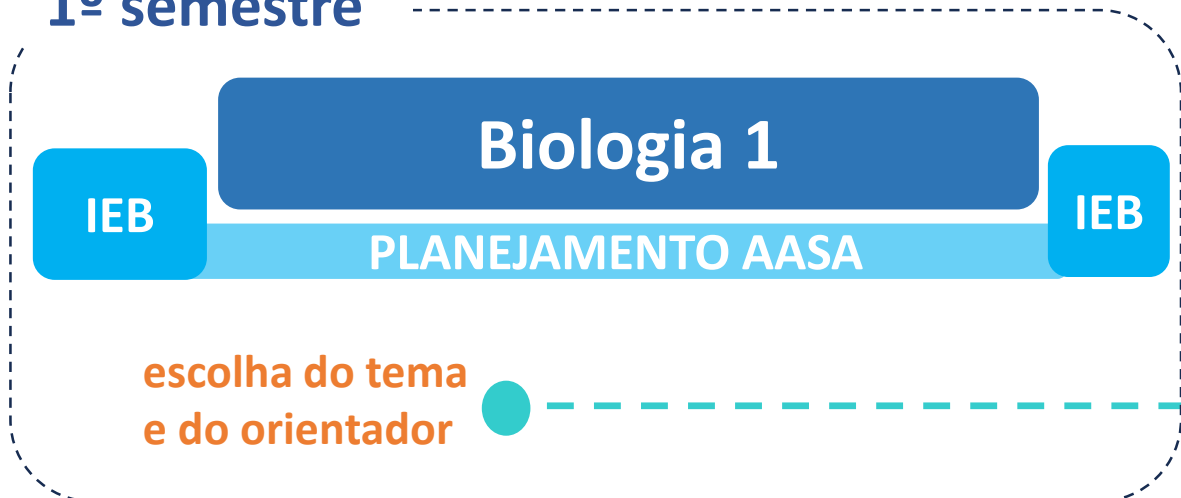 1º semestre
Biologia 1
IEB
IEB
PLANEJAMENTO AASA
escolha do tema
e do orientador